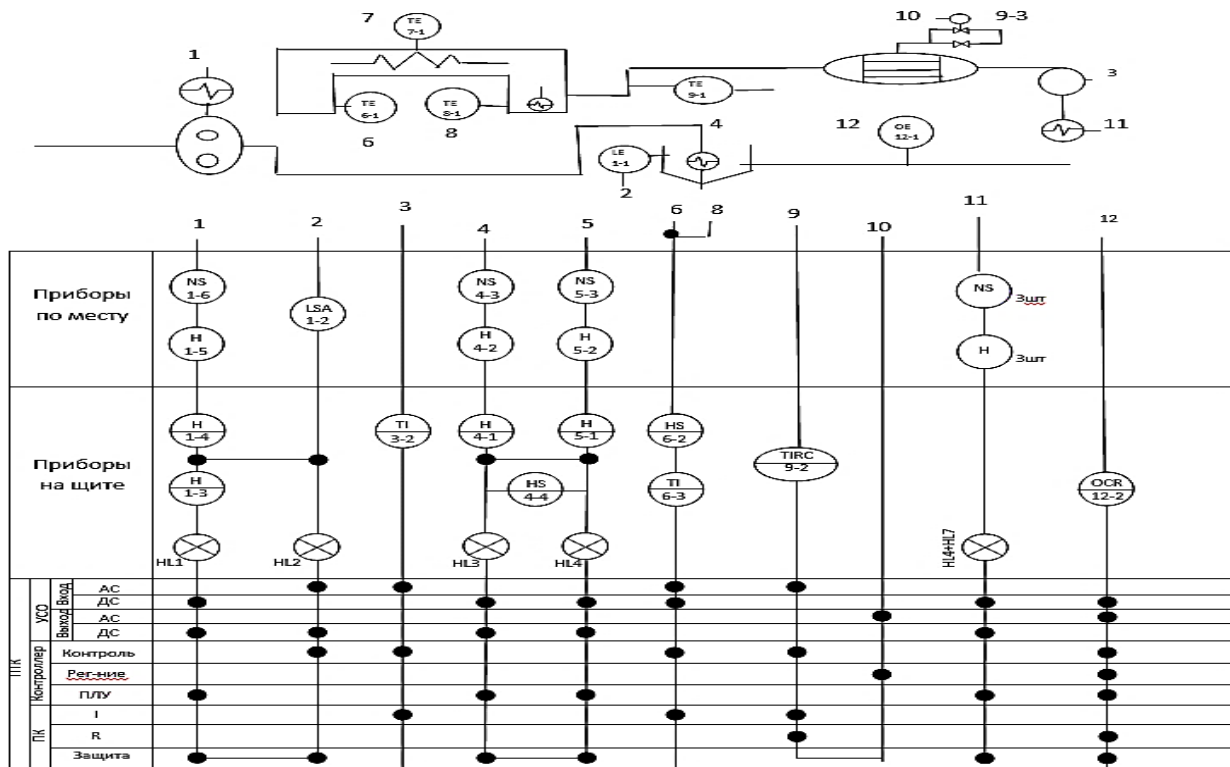 10 9-3
7 TE 7-1
1
TE 6-1 TE 8-1 TE 9-1 3
6 8 4 12 OE 12-1 11
LE 1-1
2
1 2 3 4 5 6 8 9 10 11 12
Приборы по месту
NS 1-6 LSA 1-2 NS 4-3 NS 5-3 NS 3шт
H 1-5 H 4-2 H 5-2 H 3шт
Приборы на щите
H 1-4 TI 3-2 H 4-1 H 5-1 HS 6-2 TIRC 9-2
H 1-3 HS 4-4 TI 6-3 OCR 12-2
HL1 HL2 HL3 HL4 HL4+HL7
ПТК
УСО
Вход
АС
ДС
Выход
АС
ДС
Контроллер
Контроль
Рег-ние
ПЛУ
ПК
I
R
Защита